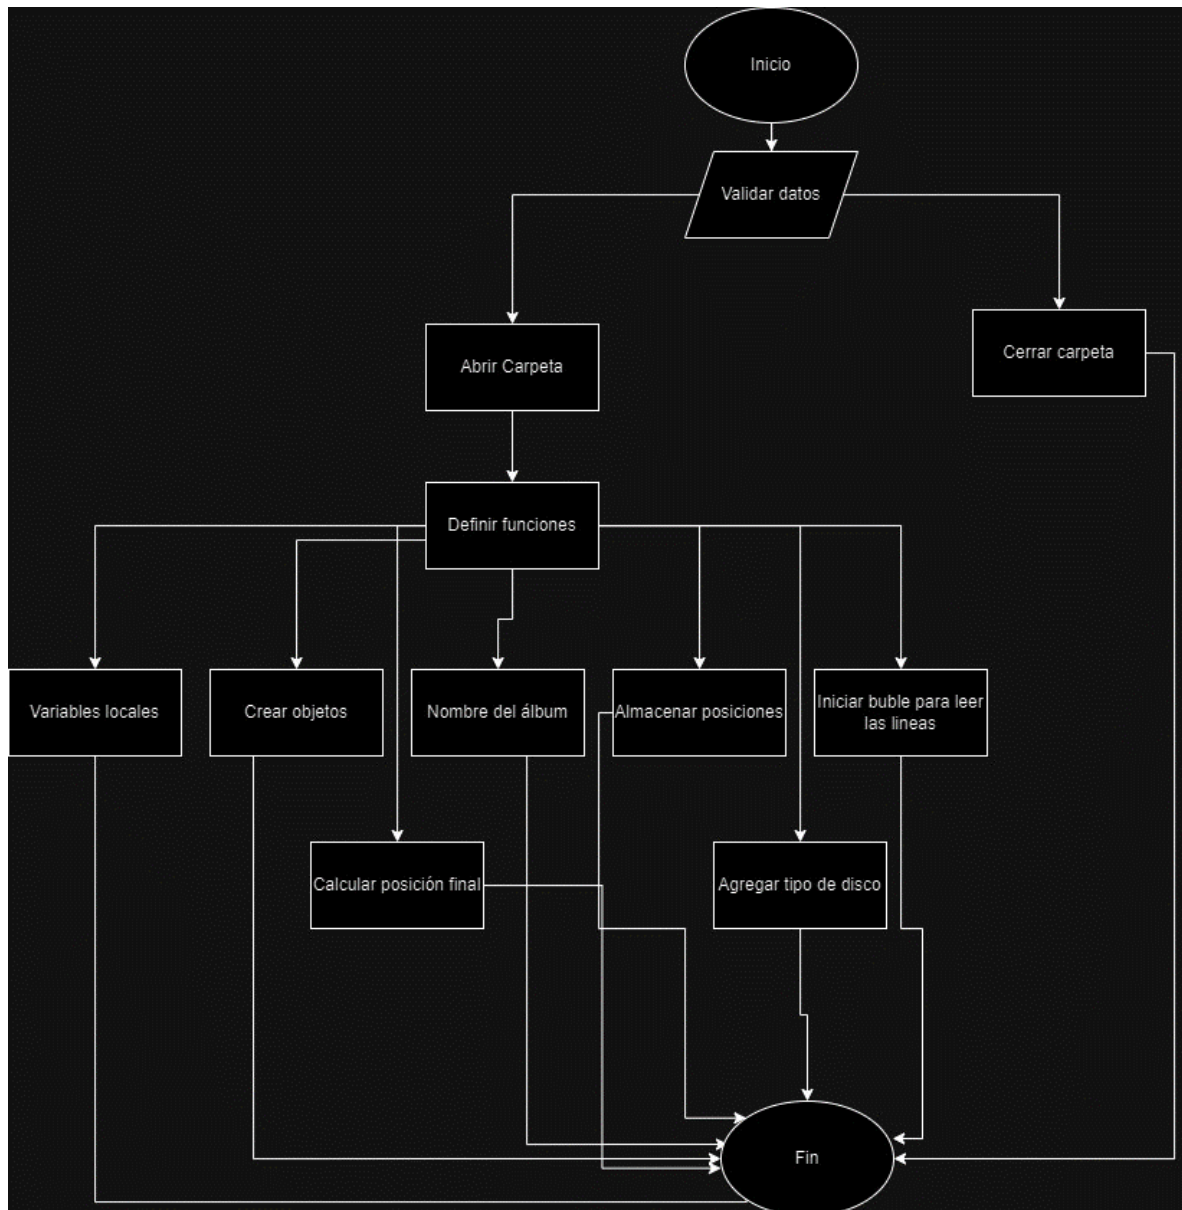 Inicio
Validar datos
Abrir Carpeta
Cerrar carpeta
Definir funciones
Variables locales
Crear objetos
Nombre del álbum
Almacenar posiciones
Iniciar buble para leer
las lineas
Calcular posición final
Agregar tipo de disco
Fin